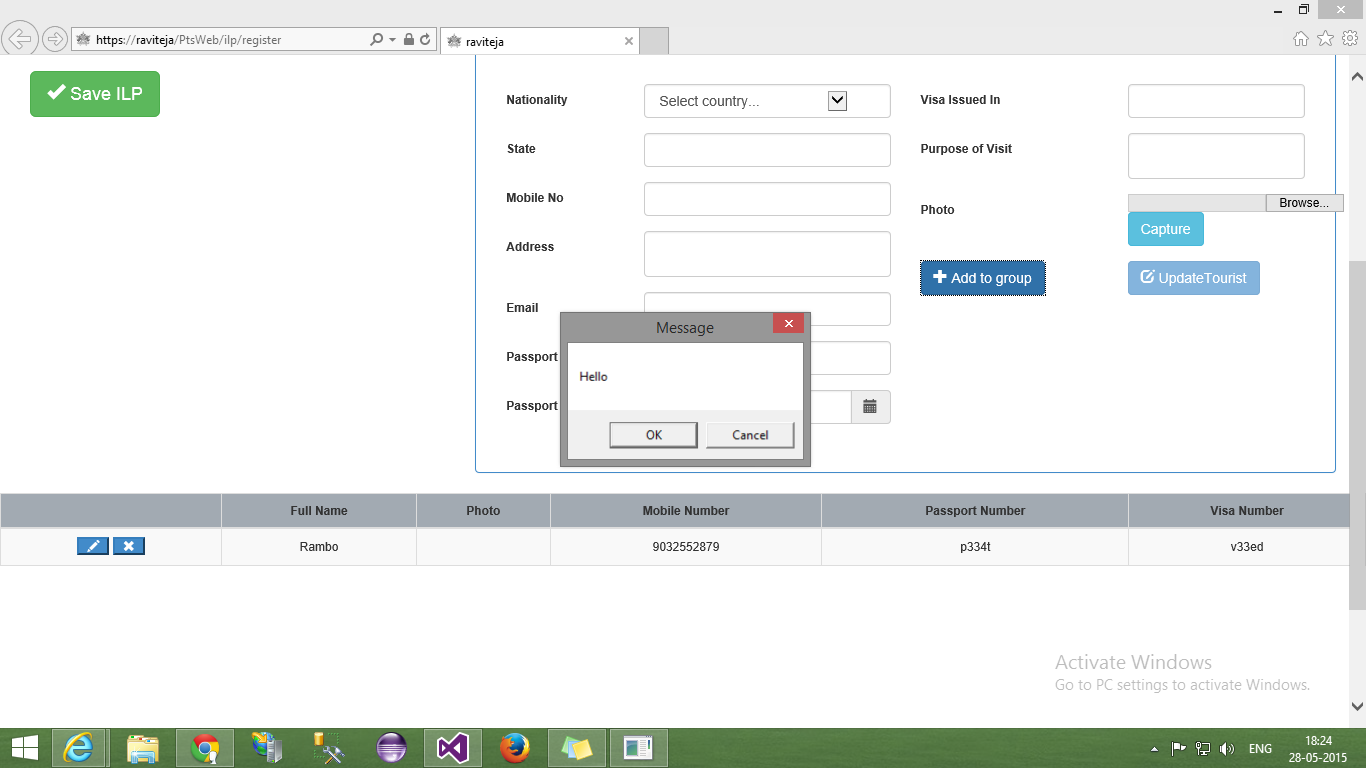 https://raviteja/PtsWeb/ilp/register
raviteja
Save ILP
Nationality
Select country...
Visa Issued In
State
Purpose of Visit
Mobile No
Photo
Browse...
Capture
Address
Add to group
UpdateTourist
Email
Passport
Passport
Message
Hello
OK
Cancel
Full Name Photo Mobile Number Passport Number Visa Number
Rambo 9032552879 p334t v33ed
Activate Windows
Go to PC settings to activate Windows.
ENG
18:24
28-05-2015